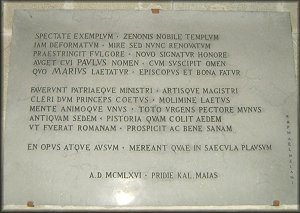 SPECTATE EXEMPLVM · ZENONIS NOBILE TEMPLVM
IAM DEFORMATVM · MIRE SED NVNC RENOVATVM
PRAESTRINGIT FVLGORE · NOVO SIGNATVR HONORE
AVGET CVI PAVLVS NOMEN · CVM SVSCIPIT OMEN
QVO MARIVS LAETATVR · EPISCOPVS ET BONA FATVR
FAVERVNT PATRIAEQVE MINISTRI · ARTISQVE MAGISTRI
CLERI DVM PRINCEPS COETVS · MOLIMINE LAETVS
MENTE ANIMOQVE VNVS · TOTO VRGENS PECTORE MVNVS
ANTIQVAM SEDEM · PISTORIA QVAM COLIT AEDEM
VT FVERAT ROMANAM · PROSPICIT AC BENE SANAM
EN OPVS ATQVE AVSVM · MEREANT QVAE IN SAECVLA PLAVSVM
A.D. MCMLXVI · PRIDIE KAL. MAIAS